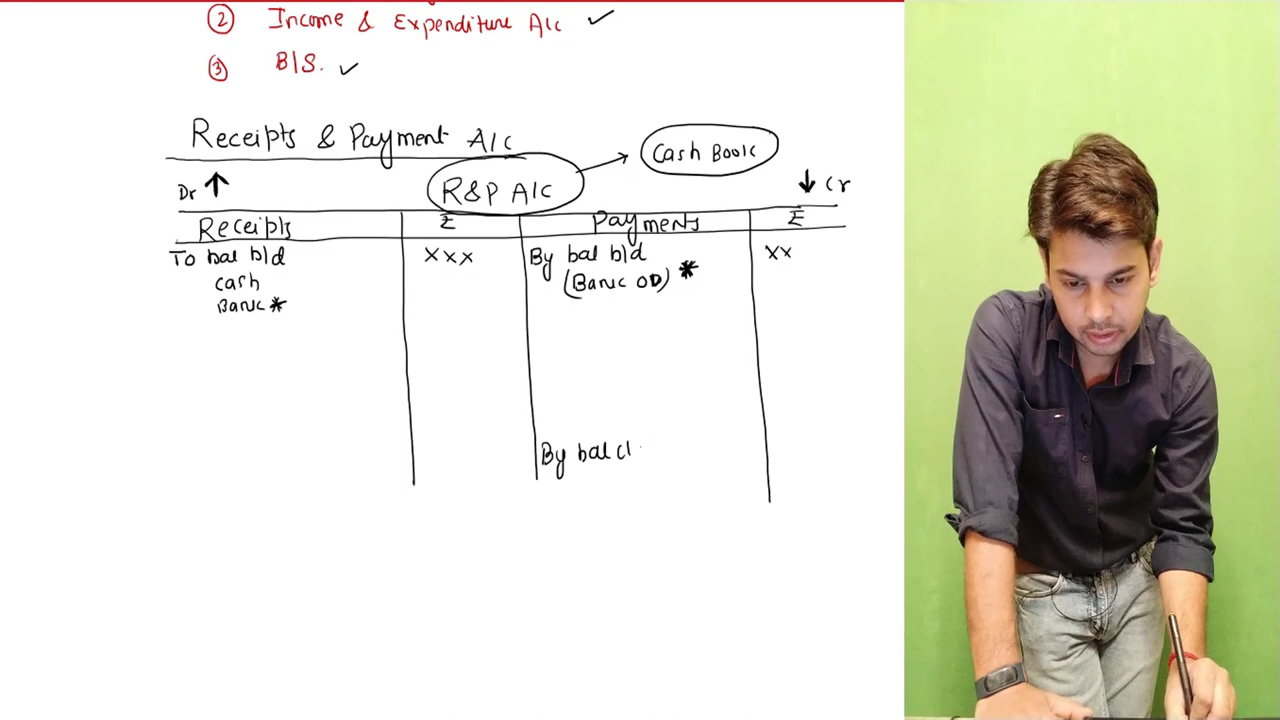 ② Income & Expenditure A/c ✓
③ B/S. ✓
Receipts & Payment A/c
Cash Book
Dr ↑ R&P A/c ↓ Cr
Receipts ₹ Payments ₹
To bal b/d xxx By bal b/d xx
cash (Bank OD) *
Bank *
By bal c/